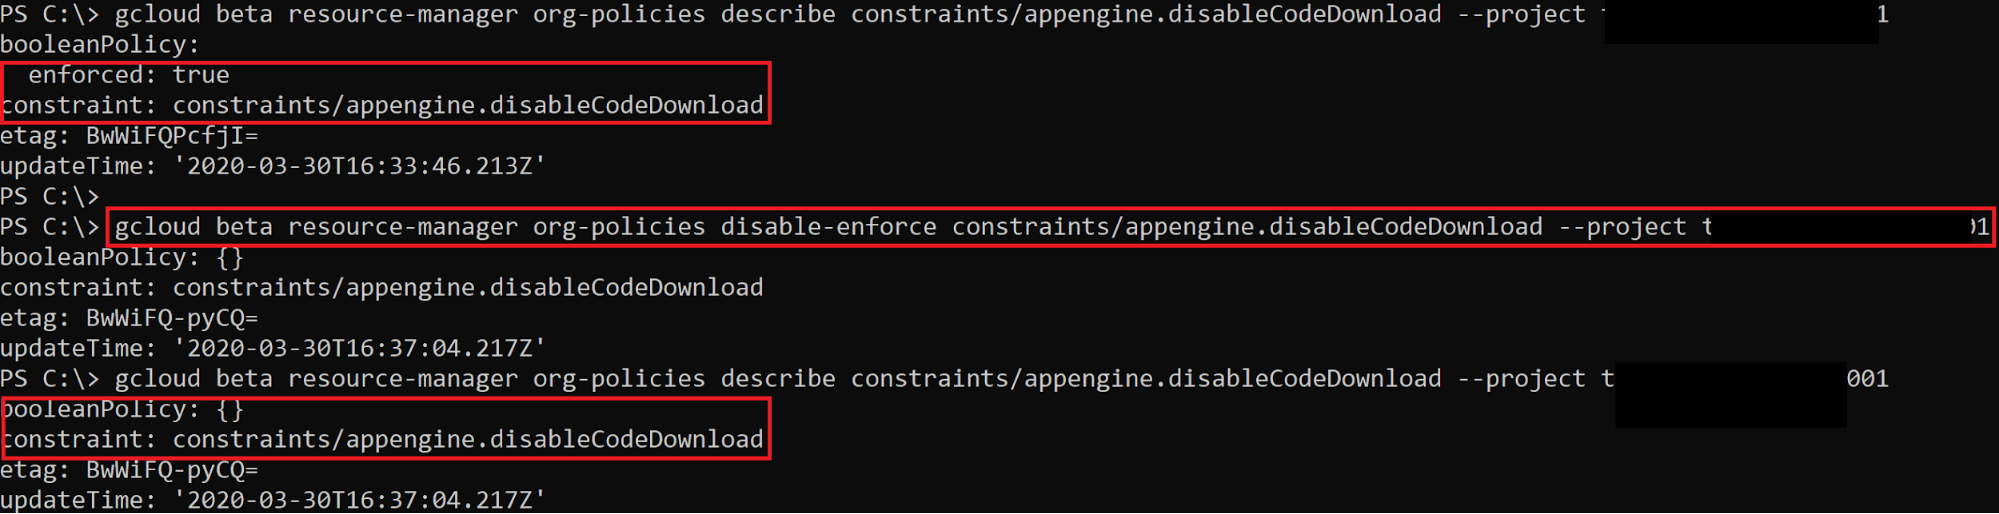 PS C:\> gcloud beta resource-manager org-policies describe constraints/appengine.disableCodeDownload --project 1
booleanPolicy:
  enforced: true
constraint: constraints/appengine.disableCodeDownload
etag: BwWiFQPcfjI=
updateTime: '2020-03-30T16:33:46.213Z'
PS C:\>
PS C:\> gcloud beta resource-manager org-policies disable-enforce constraints/appengine.disableCodeDownload --project t 01
booleanPolicy: {}
constraint: constraints/appengine.disableCodeDownload
etag: BwWiFQ-pyCQ=
updateTime: '2020-03-30T16:37:04.217Z'
PS C:\> gcloud beta resource-manager org-policies describe constraints/appengine.disableCodeDownload --project t 001
booleanPolicy: {}
constraint: constraints/appengine.disableCodeDownload
etag: BwWiFQ-pyCQ=
updateTime: '2020-03-30T16:37:04.217Z'